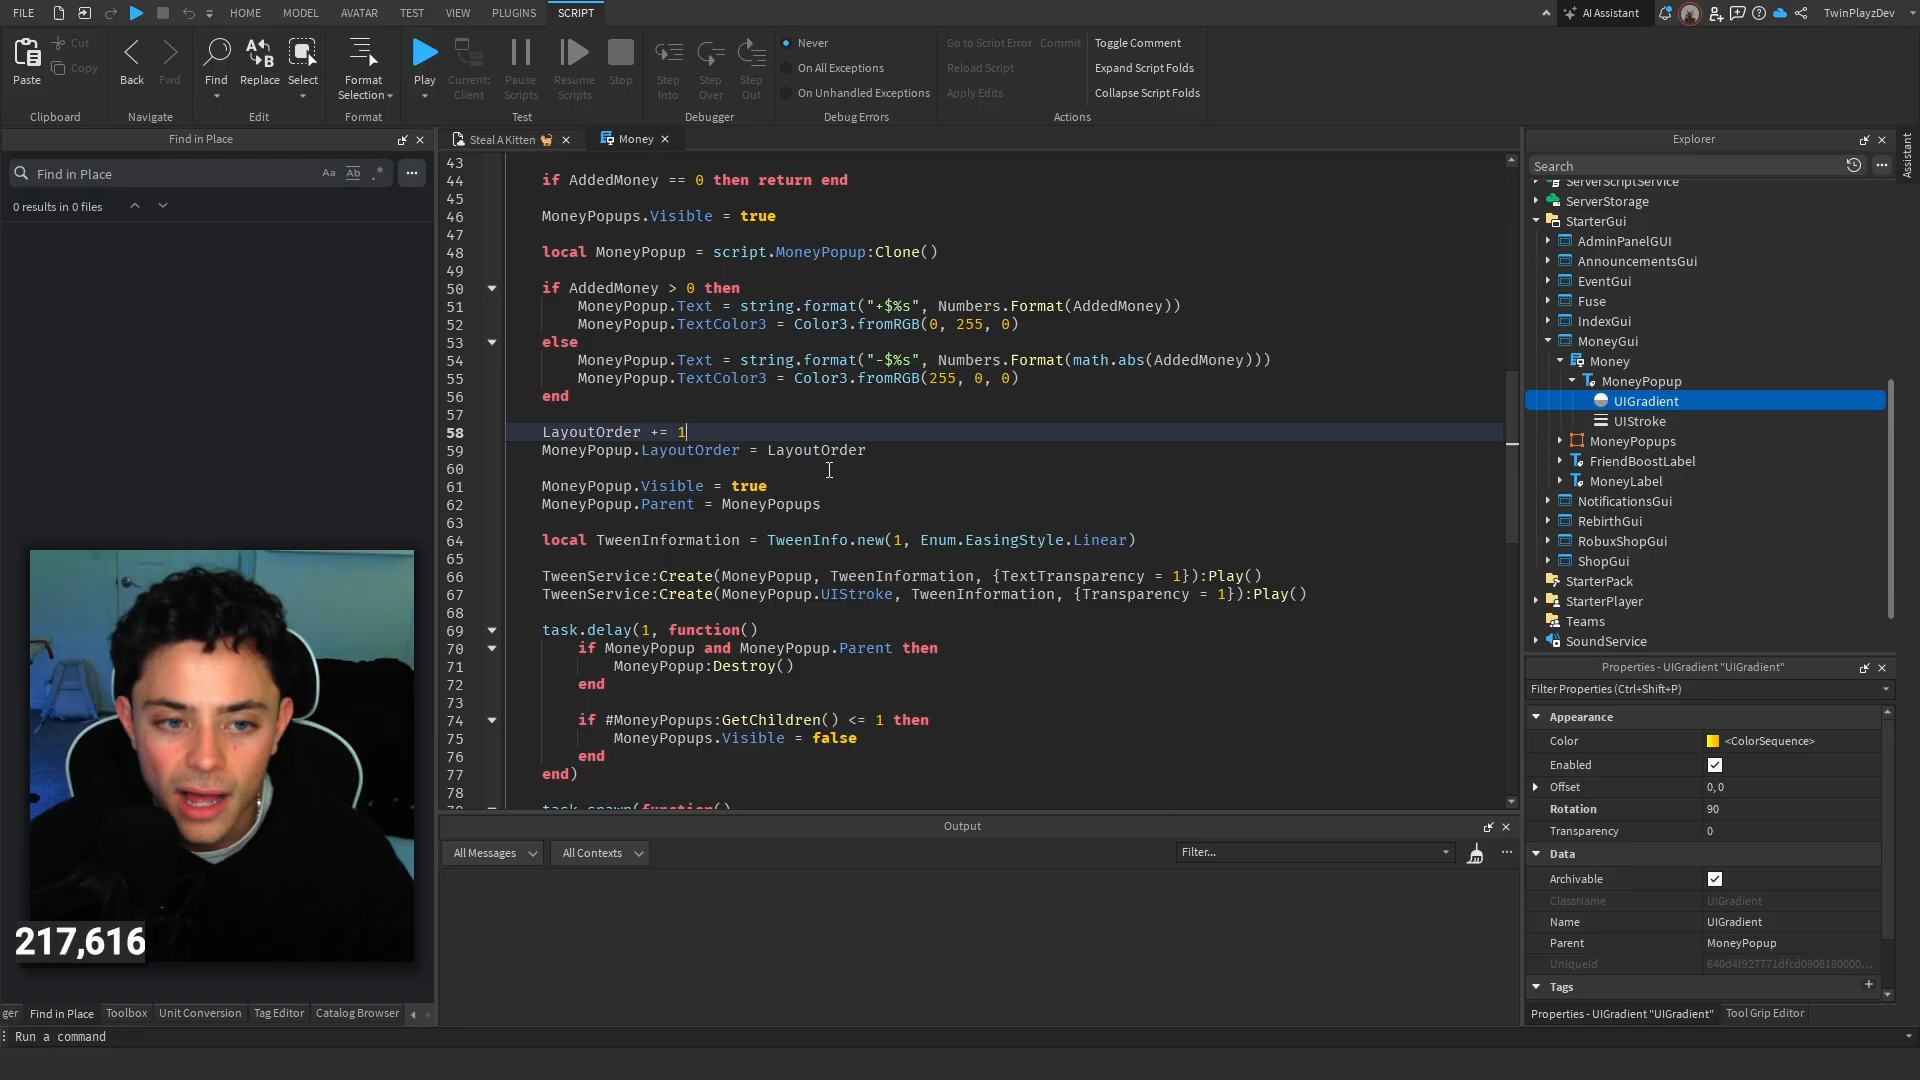 FILE
HOME
MODEL
AVATAR
TEST
VIEW
PLUGINS
SCRIPT
AI Assistant
TwinPlayzDev
Paste
Cut
Copy
Back
Fwd
Find
Replace
Select
Format
Selection
Play
Current:
Client
Pause
Scripts
Resume
Scripts
Stop
Step
Into
Step
Over
Step
Out
Never
On All Exceptions
On Unhandled Exceptions
Go to Script Error
Commit
Reload Script
Apply Edits
Toggle Comment
Expand Script Folds
Collapse Script Folds
Clipboard
Navigate
Edit
Format
Test
Debugger
Debug Errors
Actions
Find in Place
Find in Place
Aa
Ab
.*
0 results in 0 files
Steal A Kitten
Money
43
44 if AddedMoney == 0 then return end
45
46 MoneyPopups.Visible = true
47
48 local MoneyPopup = script.MoneyPopup:Clone()
49
50 if AddedMoney > 0 then
51 MoneyPopup.Text = string.format("+$%s", Numbers.Format(AddedMoney))
52 MoneyPopup.TextColor3 = Color3.fromRGB(0, 255, 0)
53 else
54 MoneyPopup.Text = string.format("-$%s", Numbers.Format(math.abs(AddedMoney)))
55 MoneyPopup.TextColor3 = Color3.fromRGB(255, 0, 0)
56 end
57
58 LayoutOrder += 1
59 MoneyPopup.LayoutOrder = LayoutOrder
60
61 MoneyPopup.Visible = true
62 MoneyPopup.Parent = MoneyPopups
63
64 local TweenInformation = TweenInfo.new(1, Enum.EasingStyle.Linear)
65
66 TweenService:Create(MoneyPopup, TweenInformation, {TextTransparency = 1}):Play()
67 TweenService:Create(MoneyPopup.UIStroke, TweenInformation, {Transparency = 1}):Play()
68
69 task.delay(1, function()
70 if MoneyPopup and MoneyPopup.Parent then
71 MoneyPopup:Destroy()
72 end
73
74 if #MoneyPopups:GetChildren() <= 1 then
75 MoneyPopups.Visible = false
76 end
77 end)
78
79 task.spawn(function()
Output
All Messages
All Contexts
Filter...
Explorer
Search
ServerScriptService
ServerStorage
StarterGui
AdminPanelGUI
AnnouncementsGui
EventGui
Fuse
IndexGui
MoneyGui
Money
MoneyPopup
UIGradient
UIStroke
MoneyPopups
FriendBoostLabel
MoneyLabel
NotificationsGui
RebirthGui
RobuxShopGui
ShopGui
StarterPack
StarterPlayer
Teams
SoundService
Assistant
Properties - UIGradient "UIGradient"
Filter Properties (Ctrl+Shift+P)
Appearance
Color <ColorSequence>
Enabled
Offset 0, 0
Rotation 90
Transparency 0
Data
Archivable
ClassName UIGradient
Name UIGradient
Parent MoneyPopup
UniqueId 640d4f927771dfcd0908180000...
Tags
Properties - UIGradient "UIGradient"
Tool Grip Editor
217,616
ger
Find in Place
Toolbox
Unit Conversion
Tag Editor
Catalog Browser
Run a command